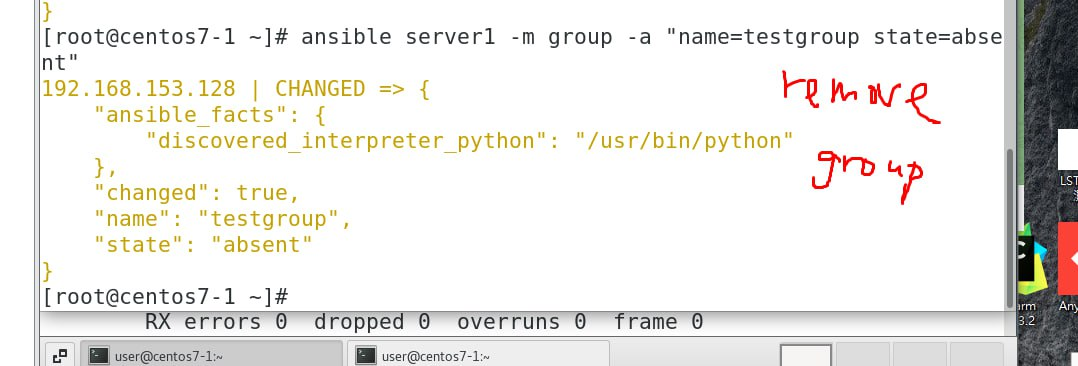 }
[root@centos7-1 ~]# ansible server1 -m group -a "name=testgroup state=abse
nt"
192.168.153.128 | CHANGED => {
    "ansible_facts": {
        "discovered_interpreter_python": "/usr/bin/python"
    },
    "changed": true,
    "name": "testgroup",
    "state": "absent"
}
[root@centos7-1 ~]#
remove
group
RX errors 0  dropped 0  overruns 0  frame 0
user@centos7-1:~
user@centos7-1:~
LST
C
arm
3.2
Any